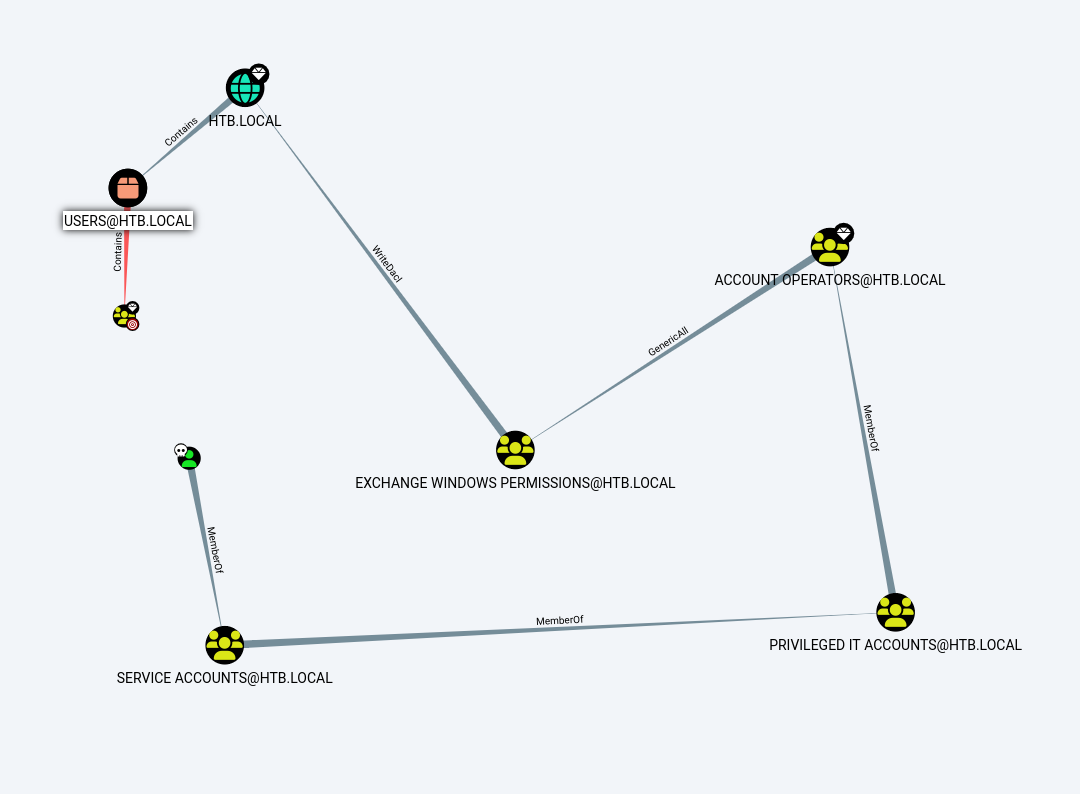 HTB.LOCAL
Contains
USERS@HTB.LOCAL
Contains
WriteDacl
ACCOUNT OPERATORS@HTB.LOCAL
GenericAll
MemberOf
EXCHANGE WINDOWS PERMISSIONS@HTB.LOCAL
MemberOf
MemberOf
PRIVILEGED IT ACCOUNTS@HTB.LOCAL
SERVICE ACCOUNTS@HTB.LOCAL